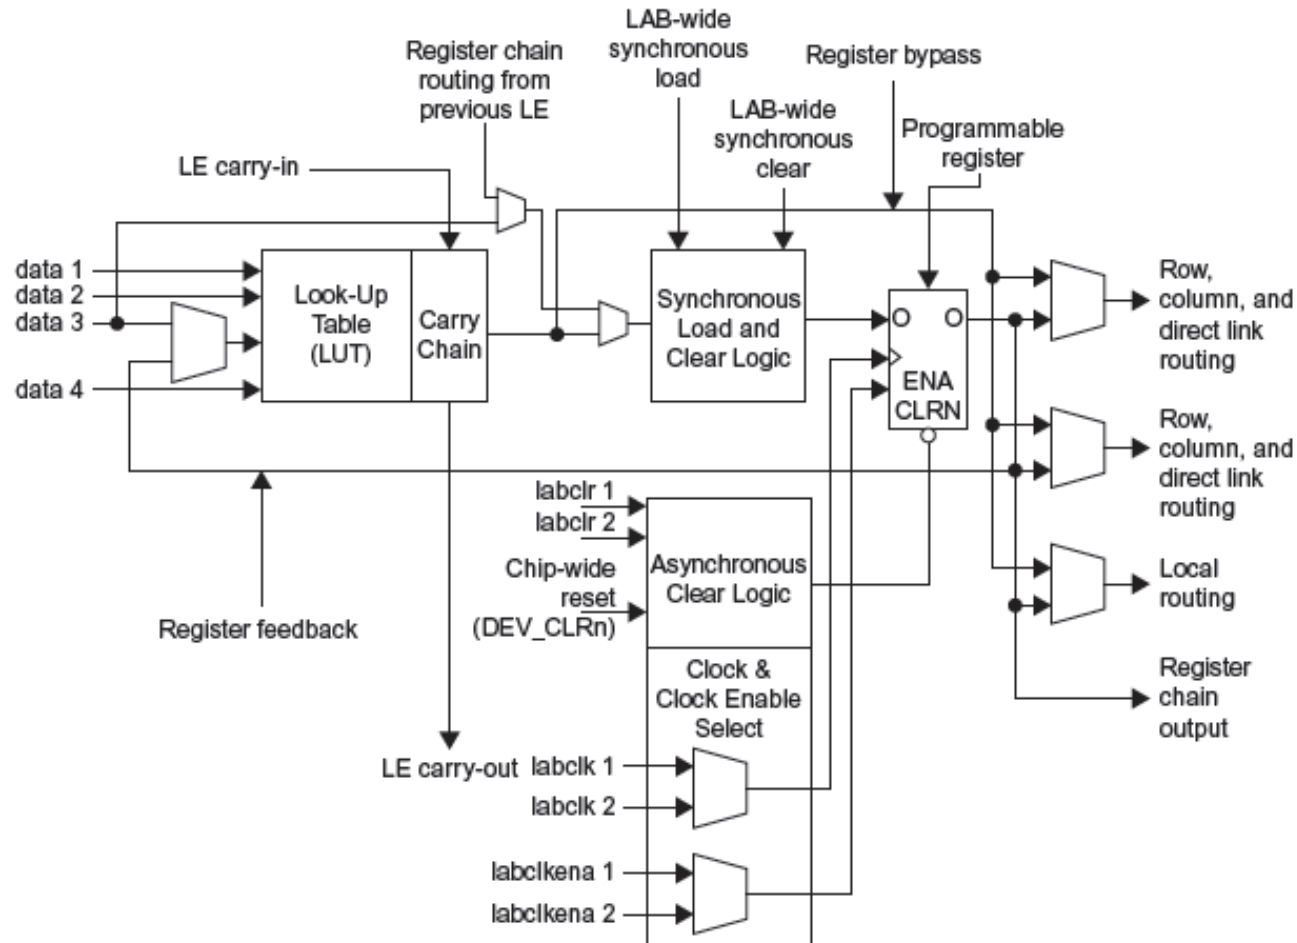 LAB-wide
synchronous
load
Register chain
routing from
previous LE
Register bypass
LAB-wide
synchronous
clear
Programmable
register
LE carry-in
data 1
data 2
data 3
data 4
Look-Up
Table
(LUT)
Carry
Chain
Synchronous
Load and
Clear Logic
O O
ENA
CLRN
Row,
column, and
direct link
routing
Row,
column, and
direct link
routing
Local
routing
Register
chain
output
Register feedback
labclr 1
labclr 2
Chip-wide
reset
(DEV_CLRn)
Asynchronous
Clear Logic
Clock &
Clock Enable
Select
LE carry-out
labclk 1
labclk 2
labclkena 1
labclkena 2